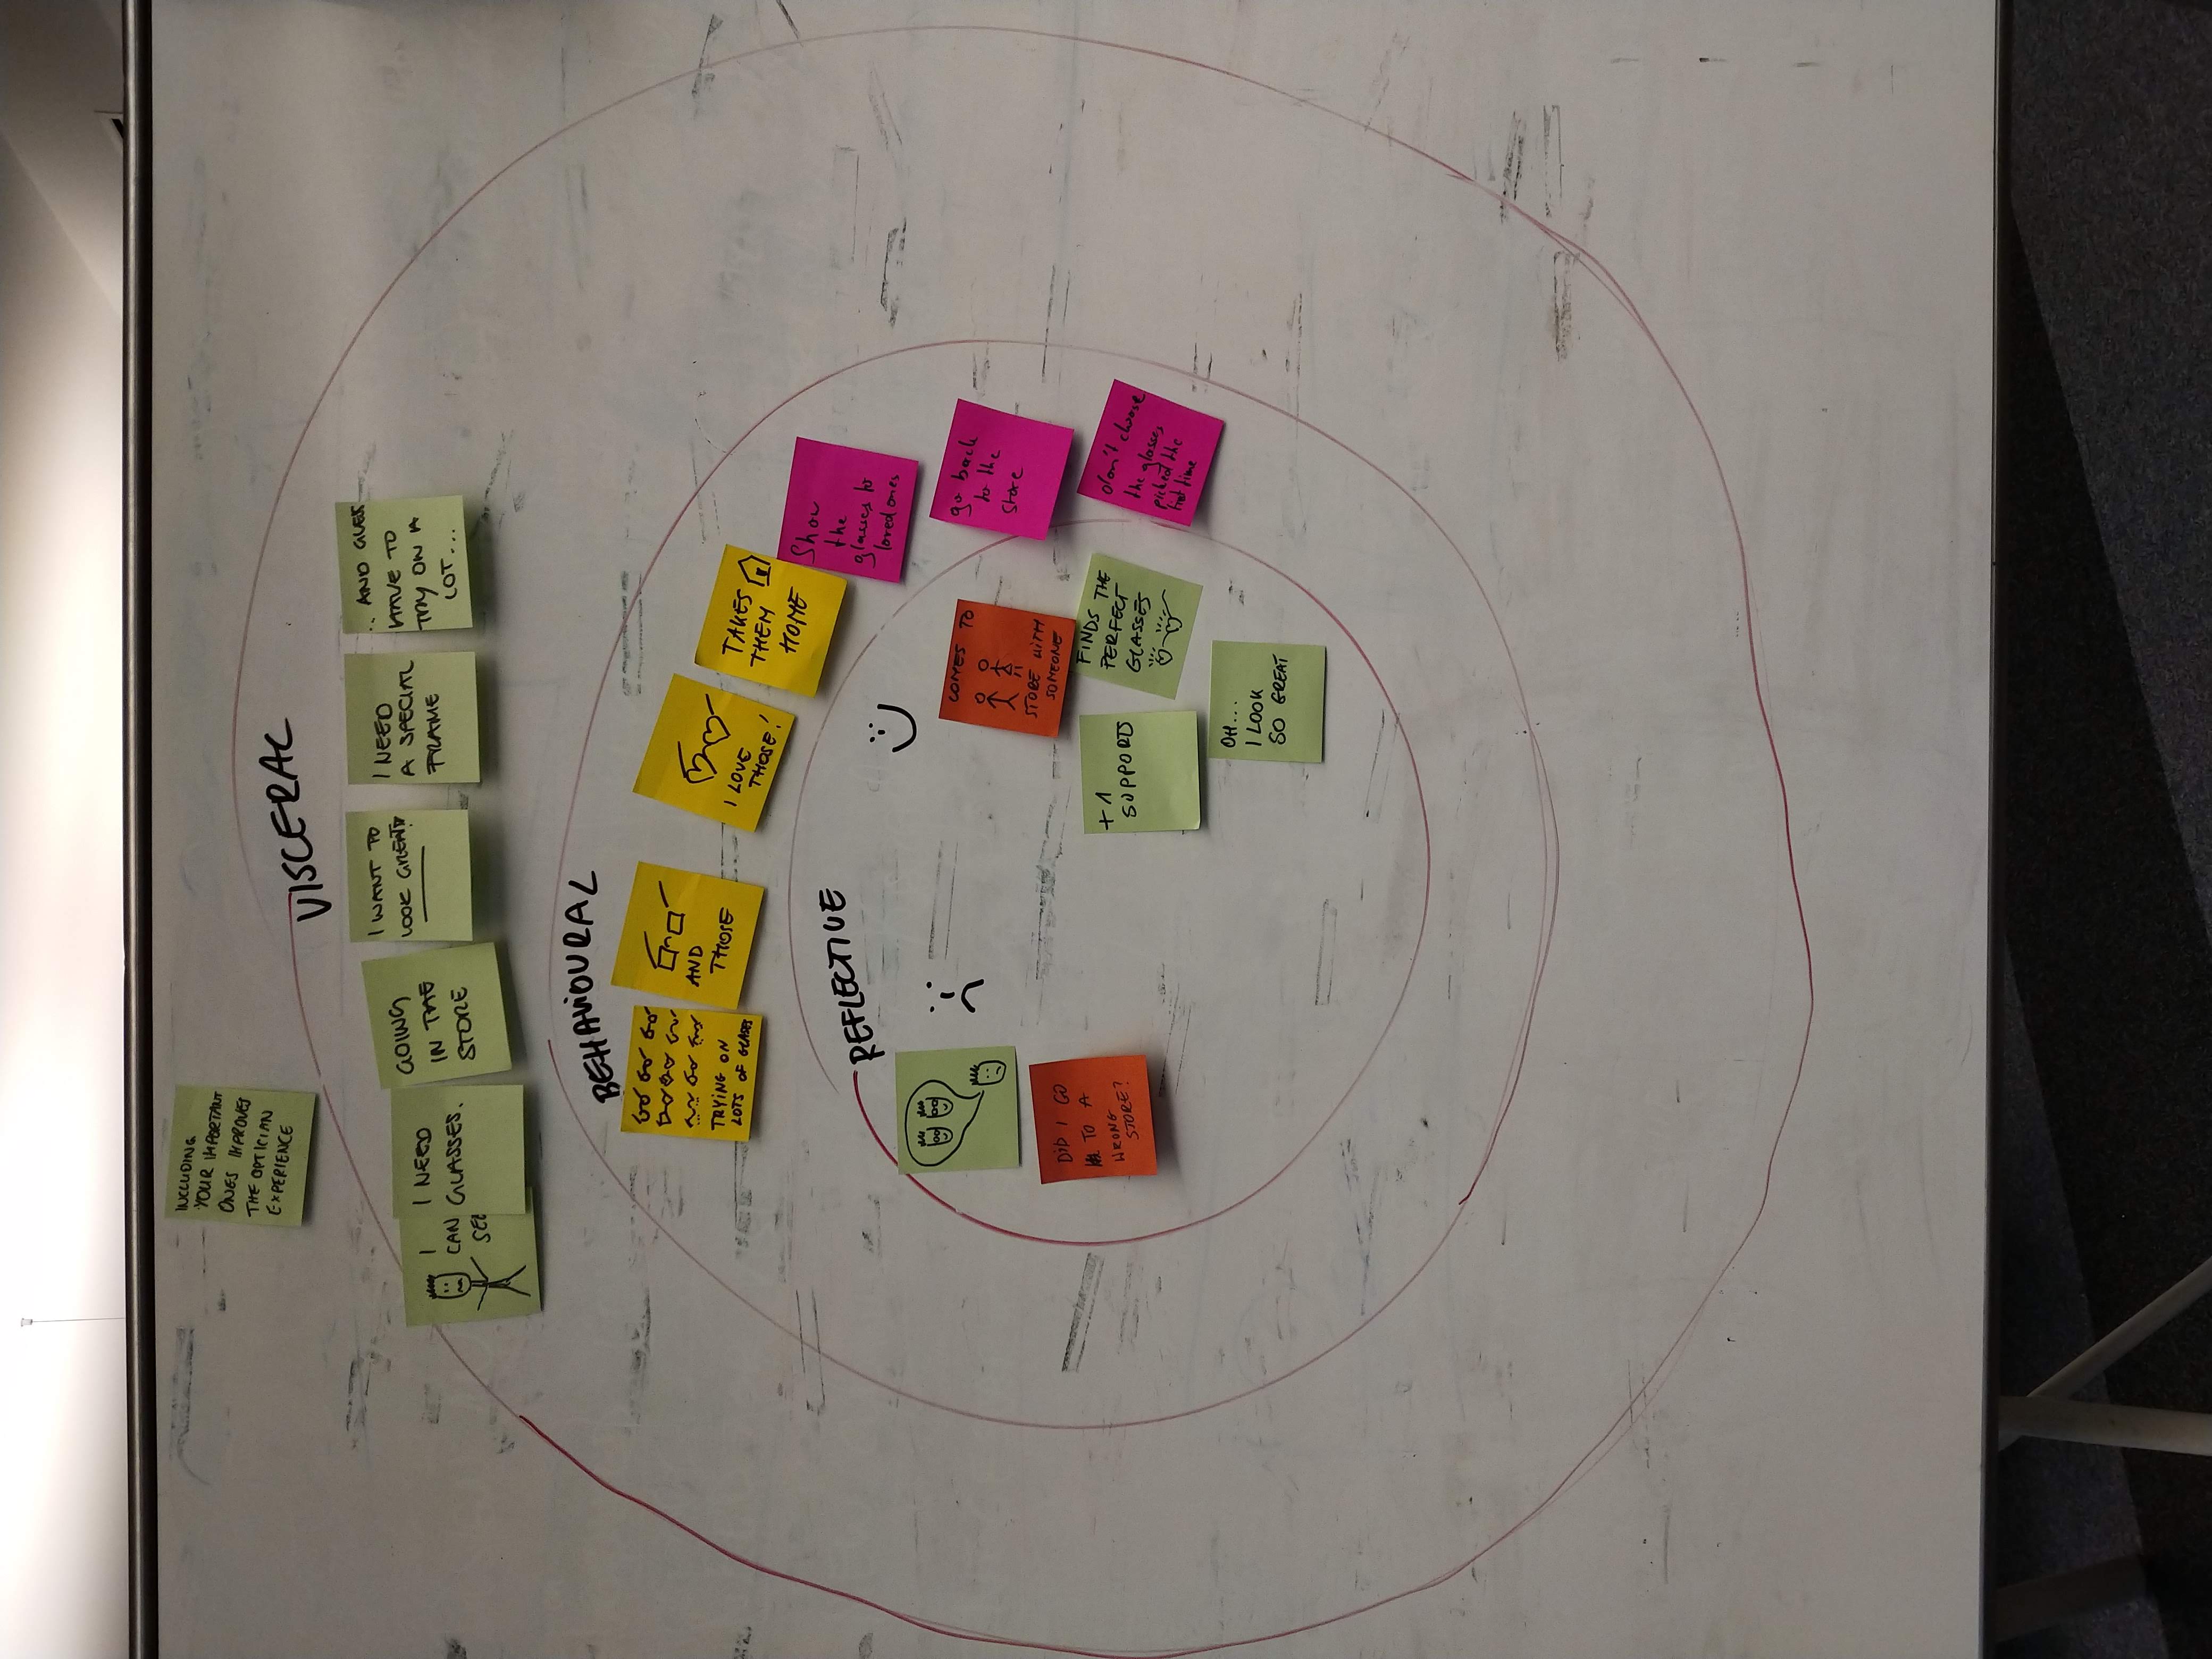 INCLUDING
YOUR IMPORTANT
ONES IMPROVES
THE OPTICIAN
EXPERIENCE
VISCERAL
I
CAN
SEE
I NEED
GLASSES.
GOING
IN THE
STORE
I WANT TO
LOOK GREAT!
I NEED
A SPECIAL
FRAME
.. AND GUESS
HAVE TO
TRY ON A
LOT...
BEHAVIOURAL
TRYING ON
LOTS OF GLASES
AND
THOSE
I LOVE
THOSE!
TAKES
THEM
HOME
Show
the
glasses to
loved ones
REFLECTIVE
go back
to the
store
don't choose
the glasses
picked the
first time
DID I GO
TO A
WRONG
STORE?
COMES TO
STORE WITH
SOMEONE
+1
SUPPORTS
FINDS THE
PERFECT
GLASSES
OH...
I LOOK
SO GREAT